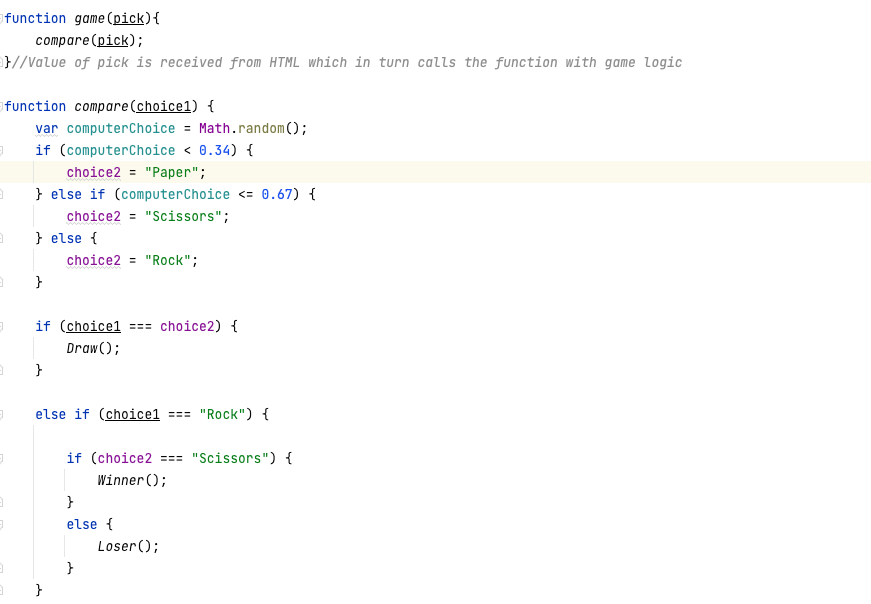 function game(pick){
    compare(pick);
}//Value of pick is received from HTML which in turn calls the function with game logic

function compare(choice1) {
    var computerChoice = Math.random();
    if (computerChoice < 0.34) {
        choice2 = "Paper";
    } else if (computerChoice <= 0.67) {
        choice2 = "Scissors";
    } else {
        choice2 = "Rock";
    }

    if (choice1 === choice2) {
        Draw();
    }

    else if (choice1 === "Rock") {

        if (choice2 === "Scissors") {
            Winner();
        }
        else {
            Loser();
        }
    }